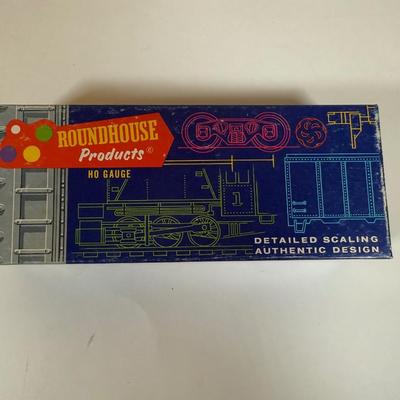 ROUNDHOUSE
Products©
HO GAUGE
1
DETAILED SCALING
AUTHENTIC DESIGN